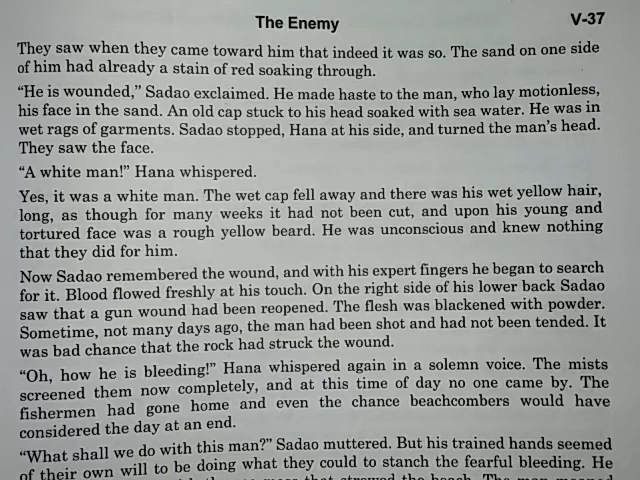 The Enemy
V-37
They saw when they came toward him that indeed it was so. The sand on one side
of him had already a stain of red soaking through.
“He is wounded,” Sadao exclaimed. He made haste to the man, who lay motionless,
his face in the sand. An old cap stuck to his head soaked with sea water. He was in
wet rags of garments. Sadao stopped, Hana at his side, and turned the man’s head.
They saw the face.
“A white man!” Hana whispered.
Yes, it was a white man. The wet cap fell away and there was his wet yellow hair,
long, as though for many weeks it had not been cut, and upon his young and
tortured face was a rough yellow beard. He was unconscious and knew nothing
that they did for him.
Now Sadao remembered the wound, and with his expert fingers he began to search
for it. Blood flowed freshly at his touch. On the right side of his lower back Sadao
saw that a gun wound had been reopened. The flesh was blackened with powder.
Sometime, not many days ago, the man had been shot and had not been tended. It
was bad chance that the rock had struck the wound.
“Oh, how he is bleeding!” Hana whispered again in a solemn voice. The mists
screened them now completely, and at this time of day no one came by. The
fishermen had gone home and even the chance beachcombers would have
considered the day at an end.
“What shall we do with this man?” Sadao muttered. But his trained hands seemed
of their own will to be doing what they could to stanch the fearful bleeding. He